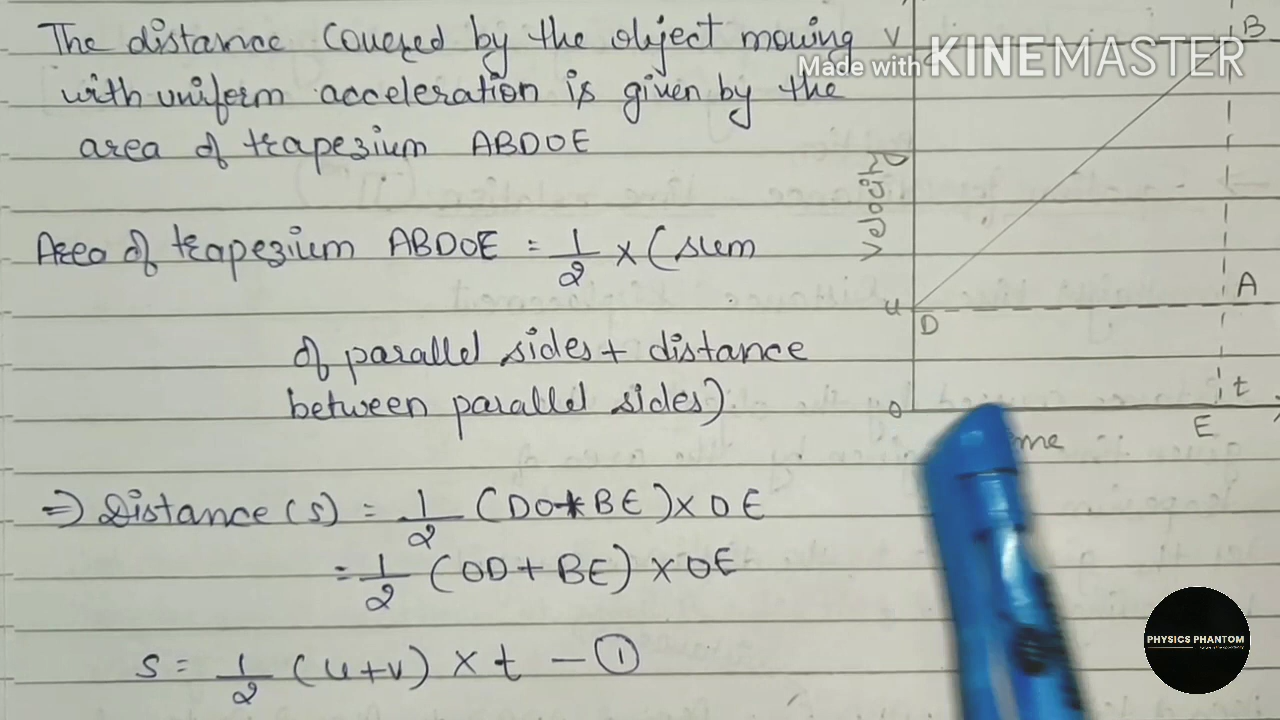 The distance covered by the object moving
with uniform acceleration is given by the
area of trapezium ABDOE
Area of trapezium ABDOE = 1/2 × (sum
of parallel sides + distance
between parallel sides)
=> Distance (s) = 1/2 (DO+BE) × OE
= 1/2 (OD + BE) × OE
s = 1/2 (u+v) × t — ①
V
B
Made with KINEMASTER
Velocity
u
D
A
O
t
E
PHYSICS PHANTOM